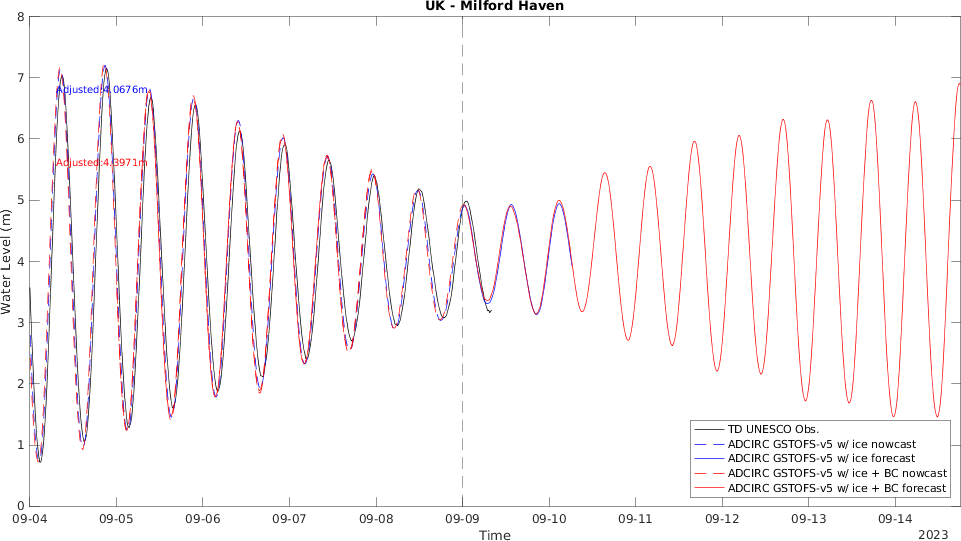 UK - Milford Haven
8
7
6
5
4
3
2
1
0
Water Level (m)
Adjusted:4.0676m
Adjusted:4.3971m
TD UNESCO Obs.
ADCIRC GSTOFS-v5 w/ ice nowcast
ADCIRC GSTOFS-v5 w/ ice forecast
ADCIRC GSTOFS-v5 w/ ice + BC nowcast
ADCIRC GSTOFS-v5 w/ ice + BC forecast
09-04 09-05 09-06 09-07 09-08 09-09 09-10 09-11 09-12 09-13 09-14
Time
2023